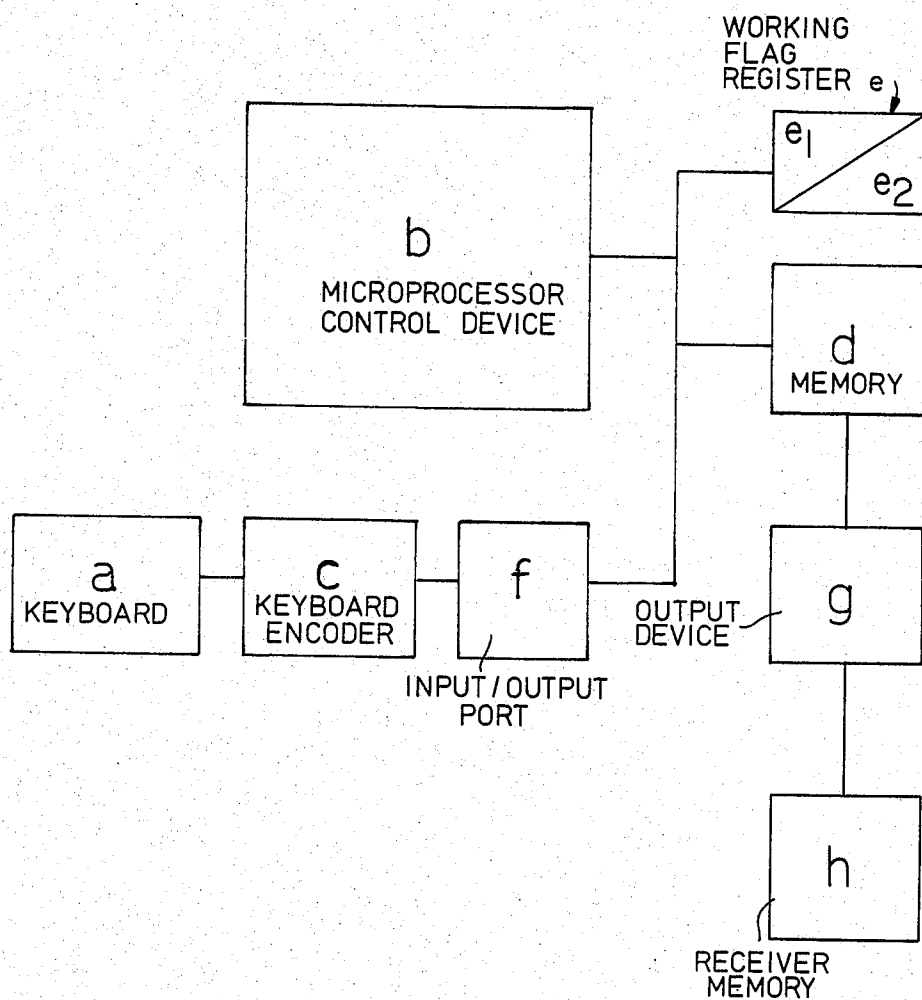 WORKING
FLAG
REGISTER e
e1
e2
b
MICROPROCESSOR
CONTROL DEVICE
d
MEMORY
a
KEYBOARD
c
KEYBOARD
ENCODER
f
INPUT/OUTPUT
PORT
OUTPUT
DEVICE
g
h
RECEIVER
MEMORY